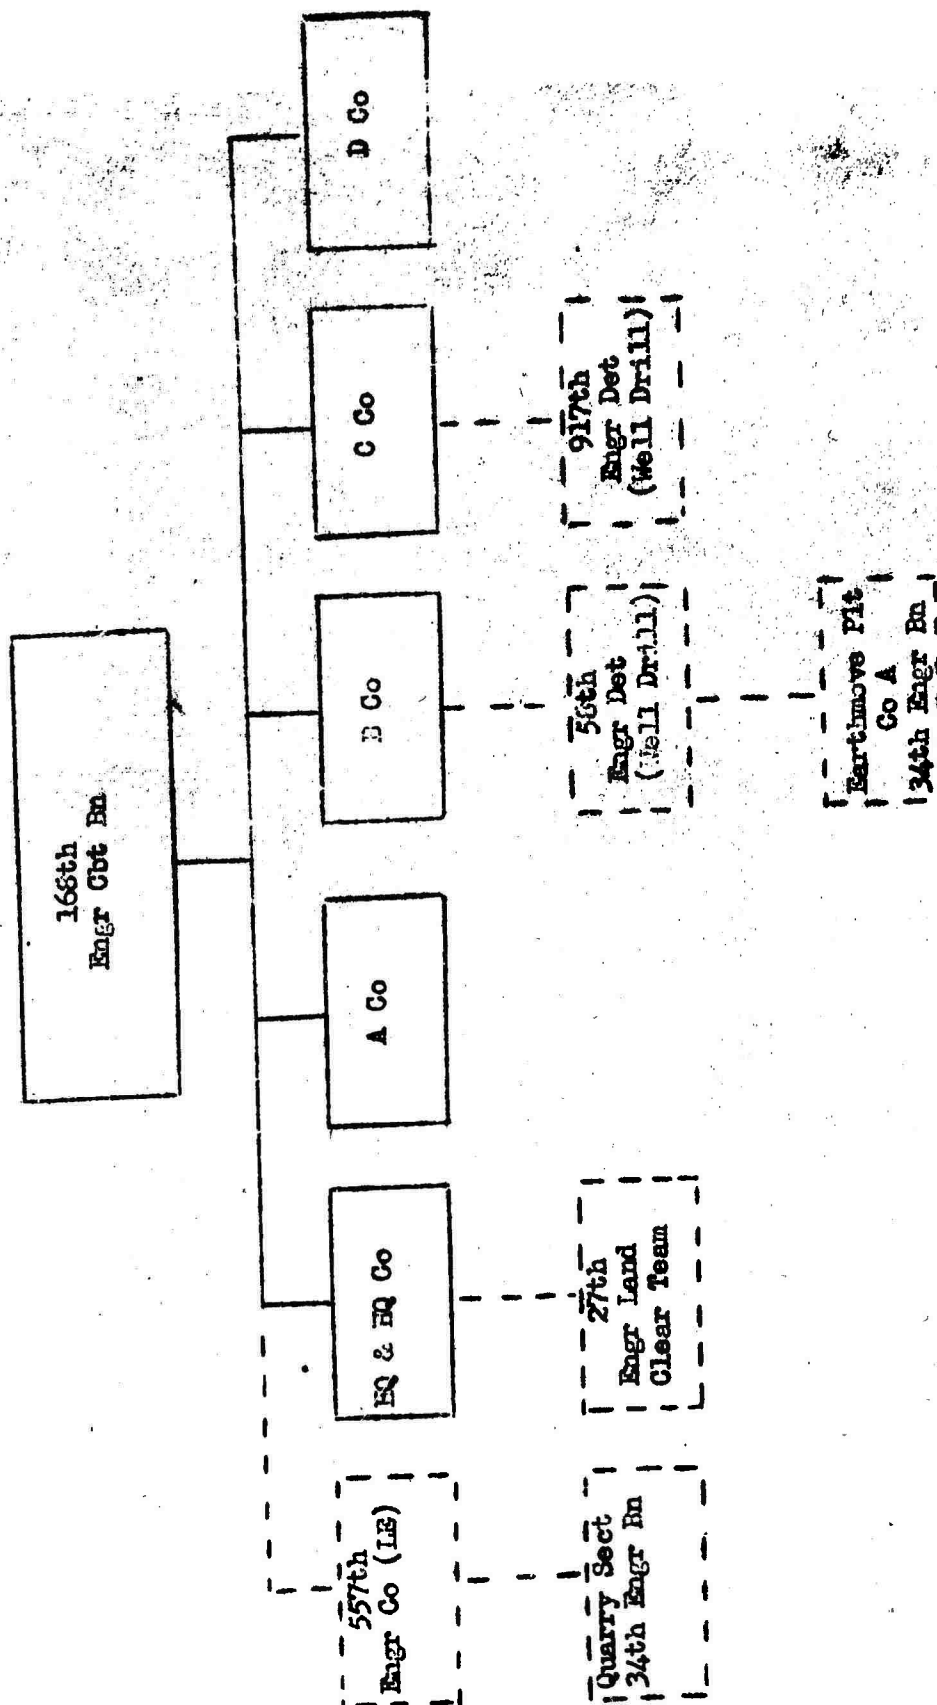 168th
Engr Cbt Bn
HQ & HQ Co
A Co
B Co
C Co
D Co
557th
Engr Co (LE)
27th
Engr Land
Clear Team
58th
Engr Det
(Well Drill)
917th
Engr Det
(Well Drill)
Quarry Sect
34th Engr Bn
Earthmove Plt
Co A
34th Engr Bn